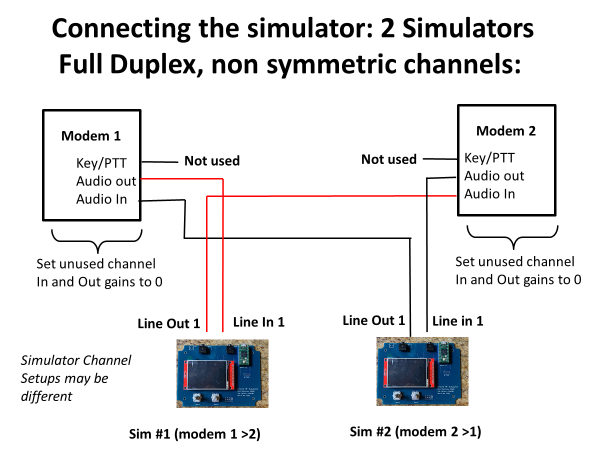 Connecting the simulator: 2 Simulators
Full Duplex, non symmetric channels:
Modem 1
Key/PTT
Audio out
Audio In
Not used
Modem 2
Not used
Key/PTT
Audio out
Audio In
Set unused channel
In and Out gains to 0
Set unused channel
In and Out gains to 0
Line Out 1
Line In 1
Line Out 1
Line in 1
Simulator Channel
Setups may be
different
Sim #1 (modem 1 >2)
Sim #2 (modem 2 >1)